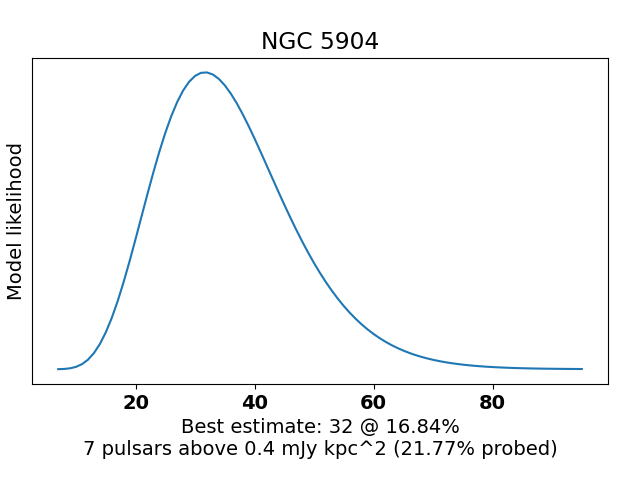 NGC 5904
Model likelihood
20 40 60 80
Best estimate: 32 @ 16.84%
7 pulsars above 0.4 mJy kpc^2 (21.77% probed)